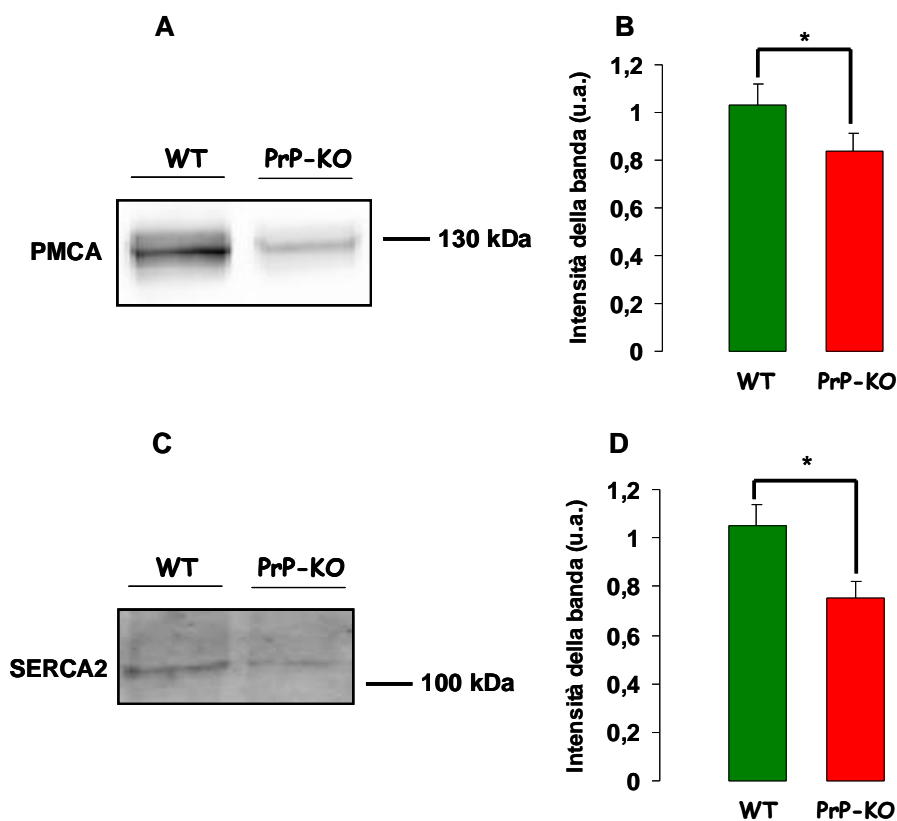 A
WT PrP-KO
PMCA
130 kDa
B
*
Intensità della banda (u.a.)
1,2
1
0,8
0,6
0,4
0,2
0
WT PrP-KO
C
WT PrP-KO
SERCA2
100 kDa
D
*
Intensità della banda (u.a.)
1,2
1
0,8
0,6
0,4
0,2
0
WT PrP-KO